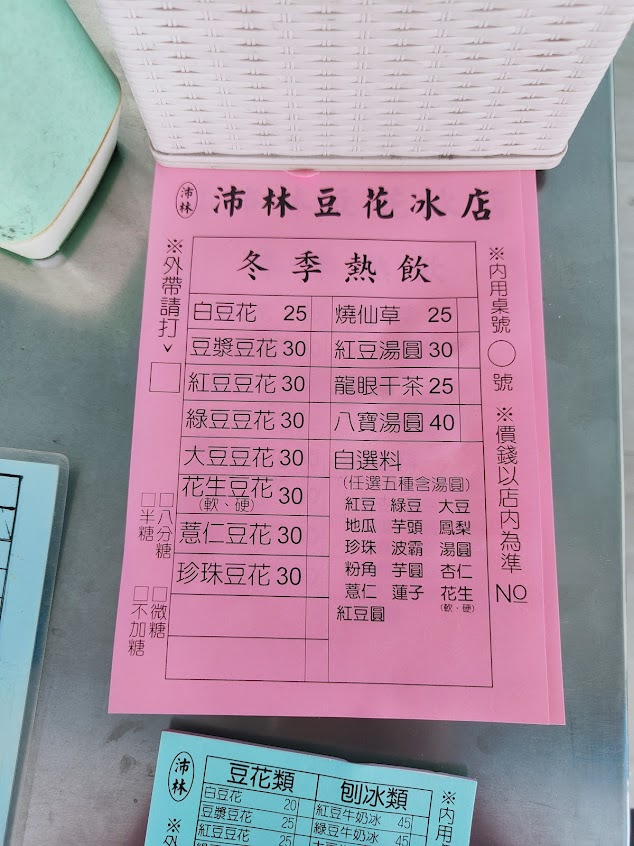 沛林 沛林豆花冰店
冬季熱飲
※外帶請打✓
□
白豆花 25
豆漿豆花 30
紅豆豆花 30
綠豆豆花 30
大豆豆花 30
花生豆花 30
(軟、硬)
薏仁豆花 30
珍珠豆花 30
燒仙草 25
紅豆湯圓 30
龍眼干茶 25
八寶湯圓 40
自選料
(任選五種含湯圓)
紅豆 綠豆 大豆
地瓜 芋頭 鳳梨
珍珠 波霸 湯圓
粉角 芋圓 杏仁
薏仁 蓮子 花生
(軟、硬)
紅豆圓
□八分糖
□半糖
□微糖
□不加糖
※內用桌號○號
※價錢以店內為準
NO
沛林
豆花類
白豆花 20
豆漿豆花 25
紅豆豆花 25
刨冰類
紅豆牛奶冰 45
綠豆牛奶冰 45
※內用
※外